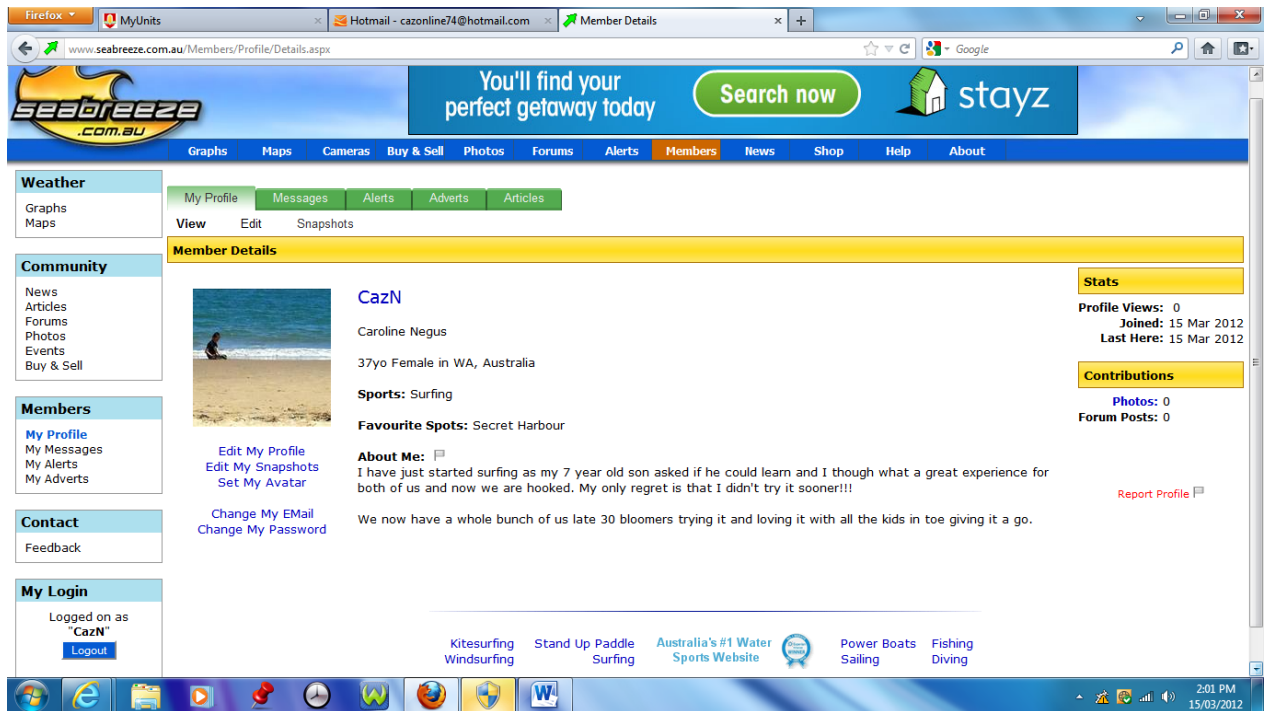 Firefox
MyUnits
Hotmail - cazonline74@hotmail.com
Member Details
www.seabreeze.com.au/Members/Profile/Details.aspx
Google
seabreeze
.com.au
You'll find your
perfect getaway today
Search now
stayz
Graphs Maps Cameras Buy & Sell Photos Forums Alerts Members News Shop Help About
Weather
Graphs
Maps
Community
News
Articles
Forums
Photos
Events
Buy & Sell
Members
My Profile
My Messages
My Alerts
My Adverts
Contact
Feedback
My Login
Logged on as
"CazN"
Logout
My Profile Messages Alerts Adverts Articles
View Edit Snapshots
Member Details
Edit My Profile
Edit My Snapshots
Set My Avatar
Change My EMail
Change My Password
CazN
Caroline Negus
37yo Female in WA, Australia
Sports: Surfing
Favourite Spots: Secret Harbour
About Me:
I have just started surfing as my 7 year old son asked if he could learn and I though what a great experience for
both of us and now we are hooked. My only regret is that I didn't try it sooner!!!
We now have a whole bunch of us late 30 bloomers trying it and loving it with all the kids in toe giving it a go.
Stats
Profile Views: 0
Joined: 15 Mar 2012
Last Here: 15 Mar 2012
Contributions
Photos: 0
Forum Posts: 0
Report Profile
Kitesurfing Stand Up Paddle Australia's #1 Water Power Boats Fishing
Windsurfing Surfing Sports Website Sailing Diving
2:01 PM
15/03/2012